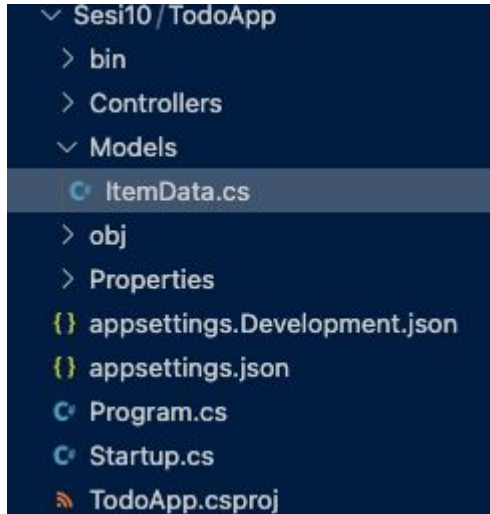 Sesi10/TodoApp
bin
Controllers
Models
C# ItemData.cs
obj
Properties
{} appsettings.Development.json
{} appsettings.json
C# Program.cs
C# Startup.cs
TodoApp.csproj